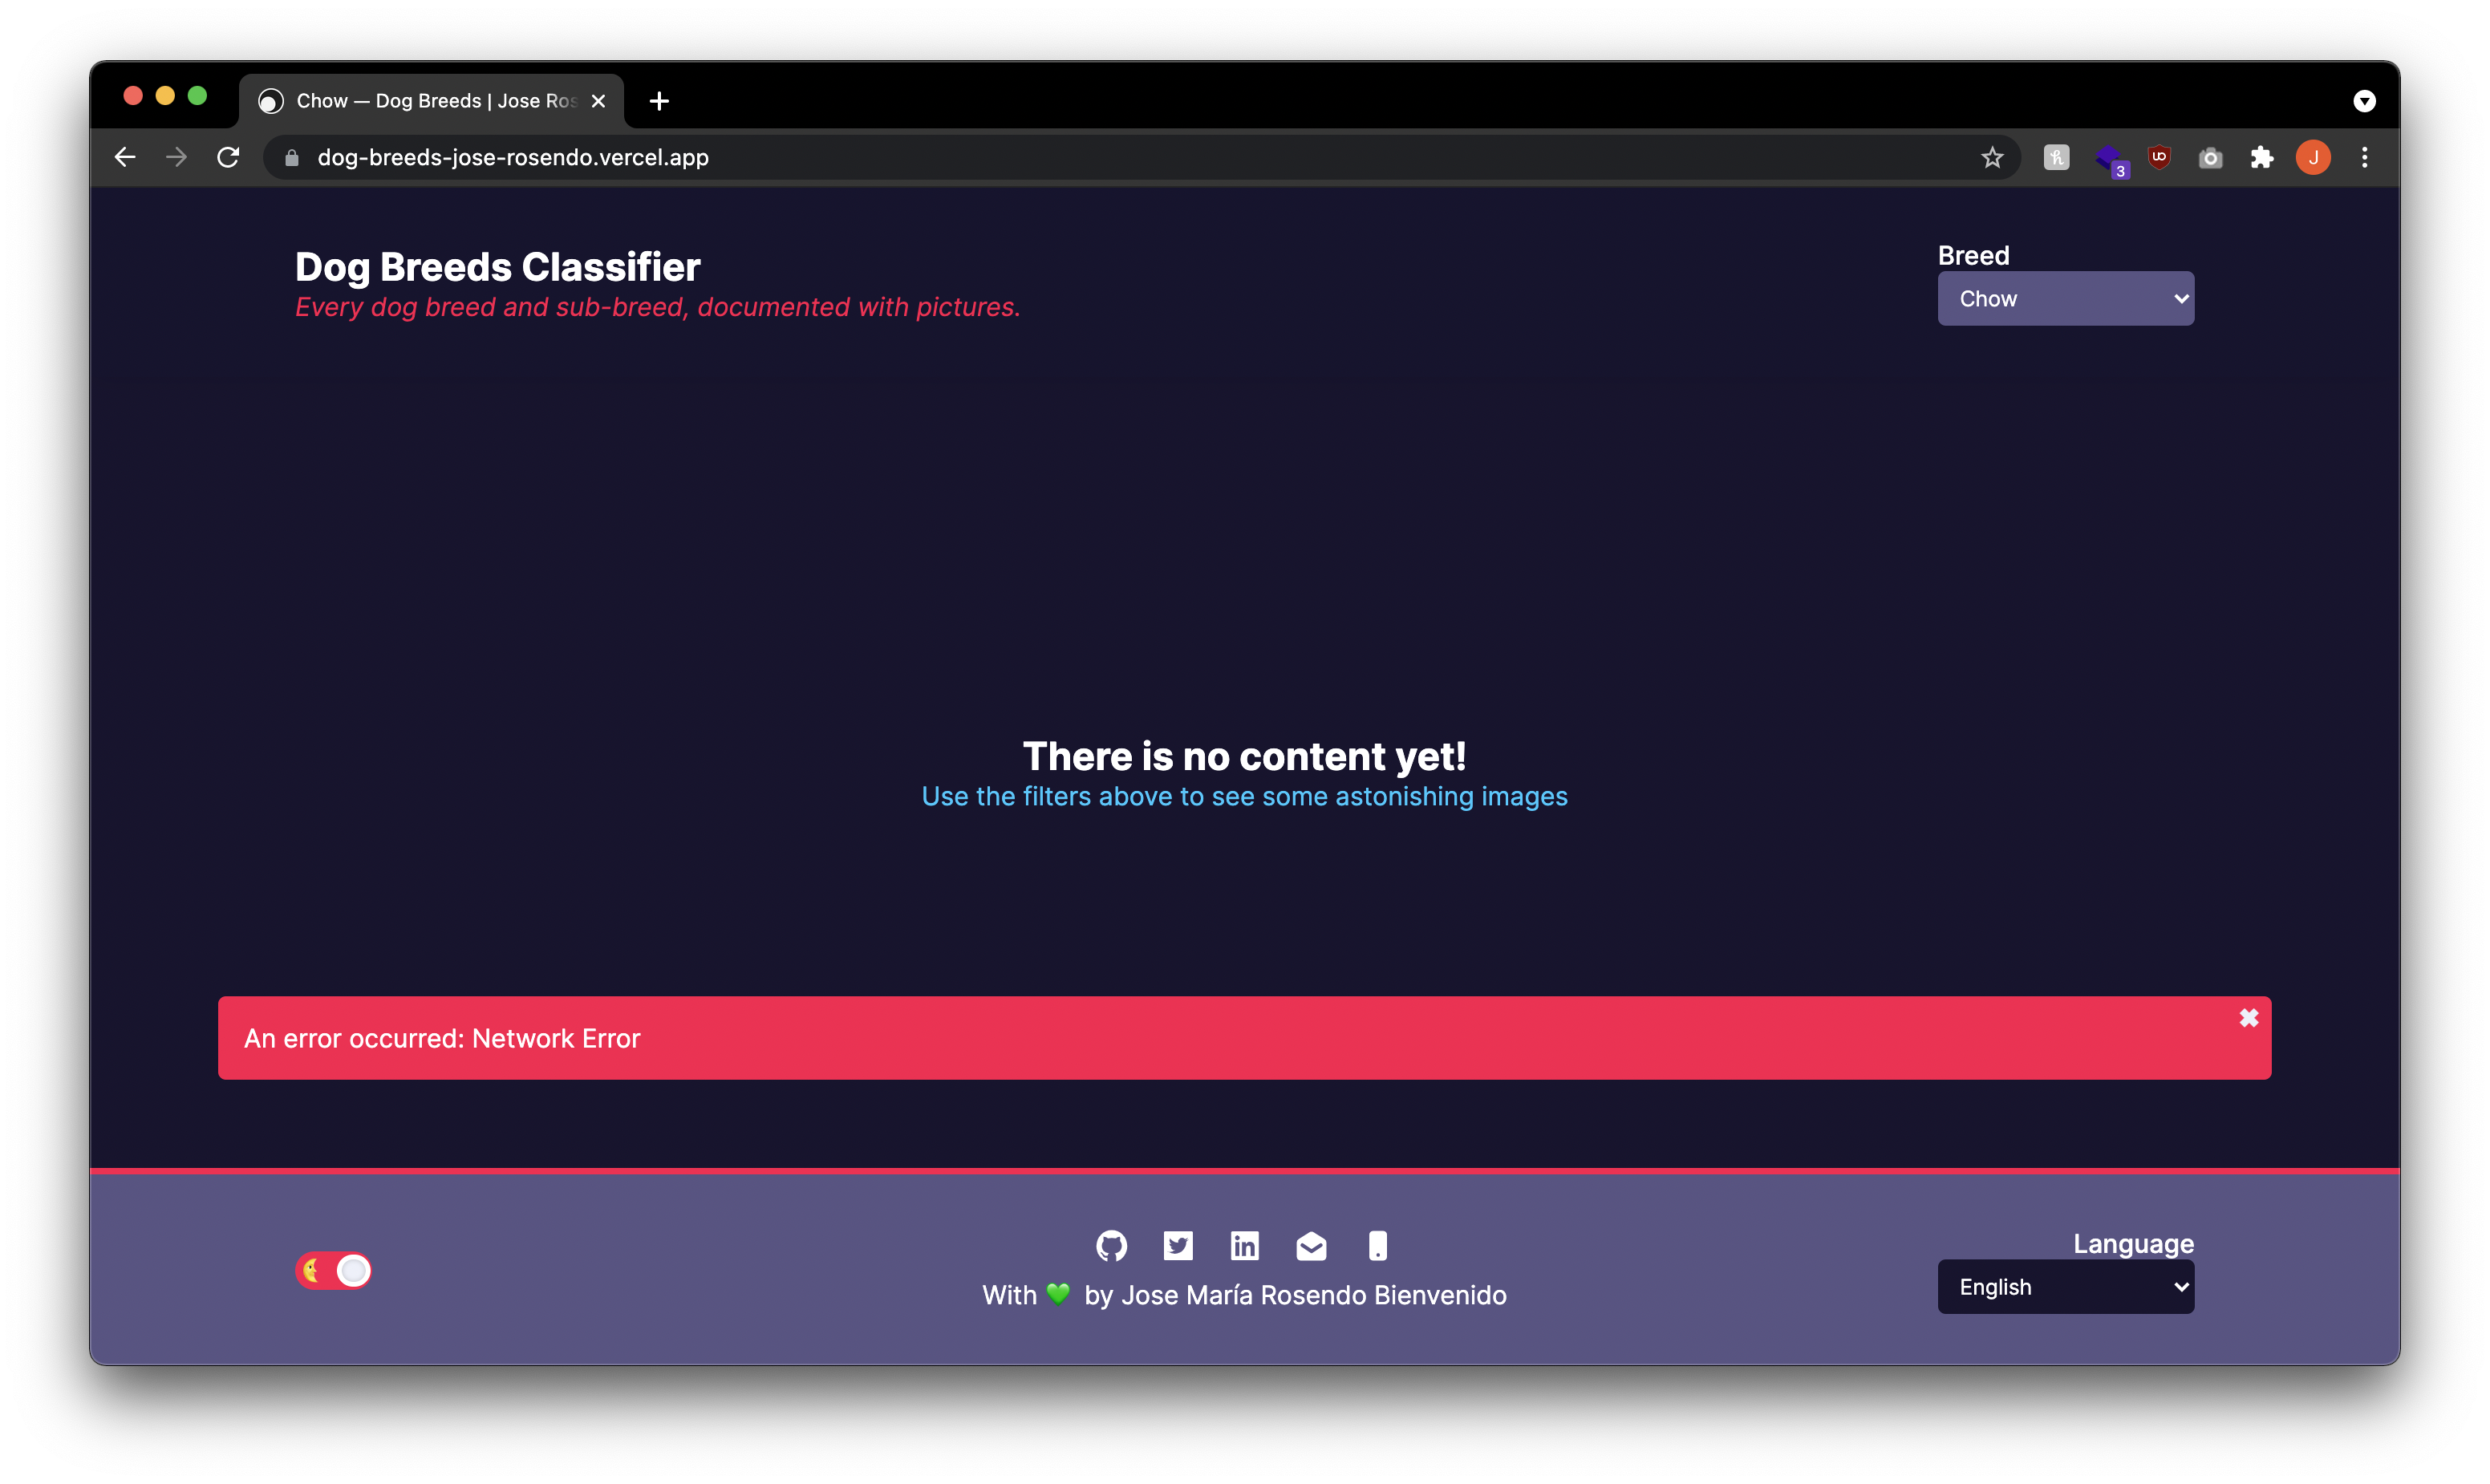 Chow — Dog Breeds | Jose Ros
dog-breeds-jose-rosendo.vercel.app
3
J
Dog Breeds Classifier
Every dog breed and sub-breed, documented with pictures.
Breed
Chow
There is no content yet!
Use the filters above to see some astonishing images
An error occurred: Network Error
With 💚 by Jose María Rosendo Bienvenido
Language
English